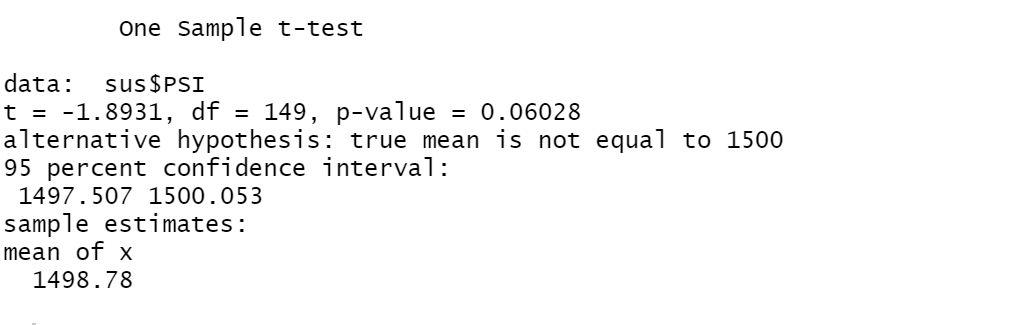 One Sample t-test
data: sus$PSI
t = -1.8931, df = 149, p-value = 0.06028
alternative hypothesis: true mean is not equal to 1500
95 percent confidence interval:
1497.507 1500.053
sample estimates:
mean of x
1498.78